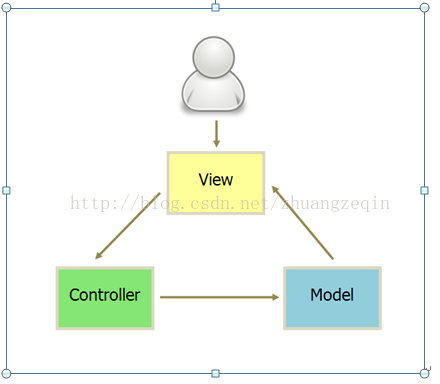 View
http://blog.csdn.net/zhuangzeqin
Controller
Model